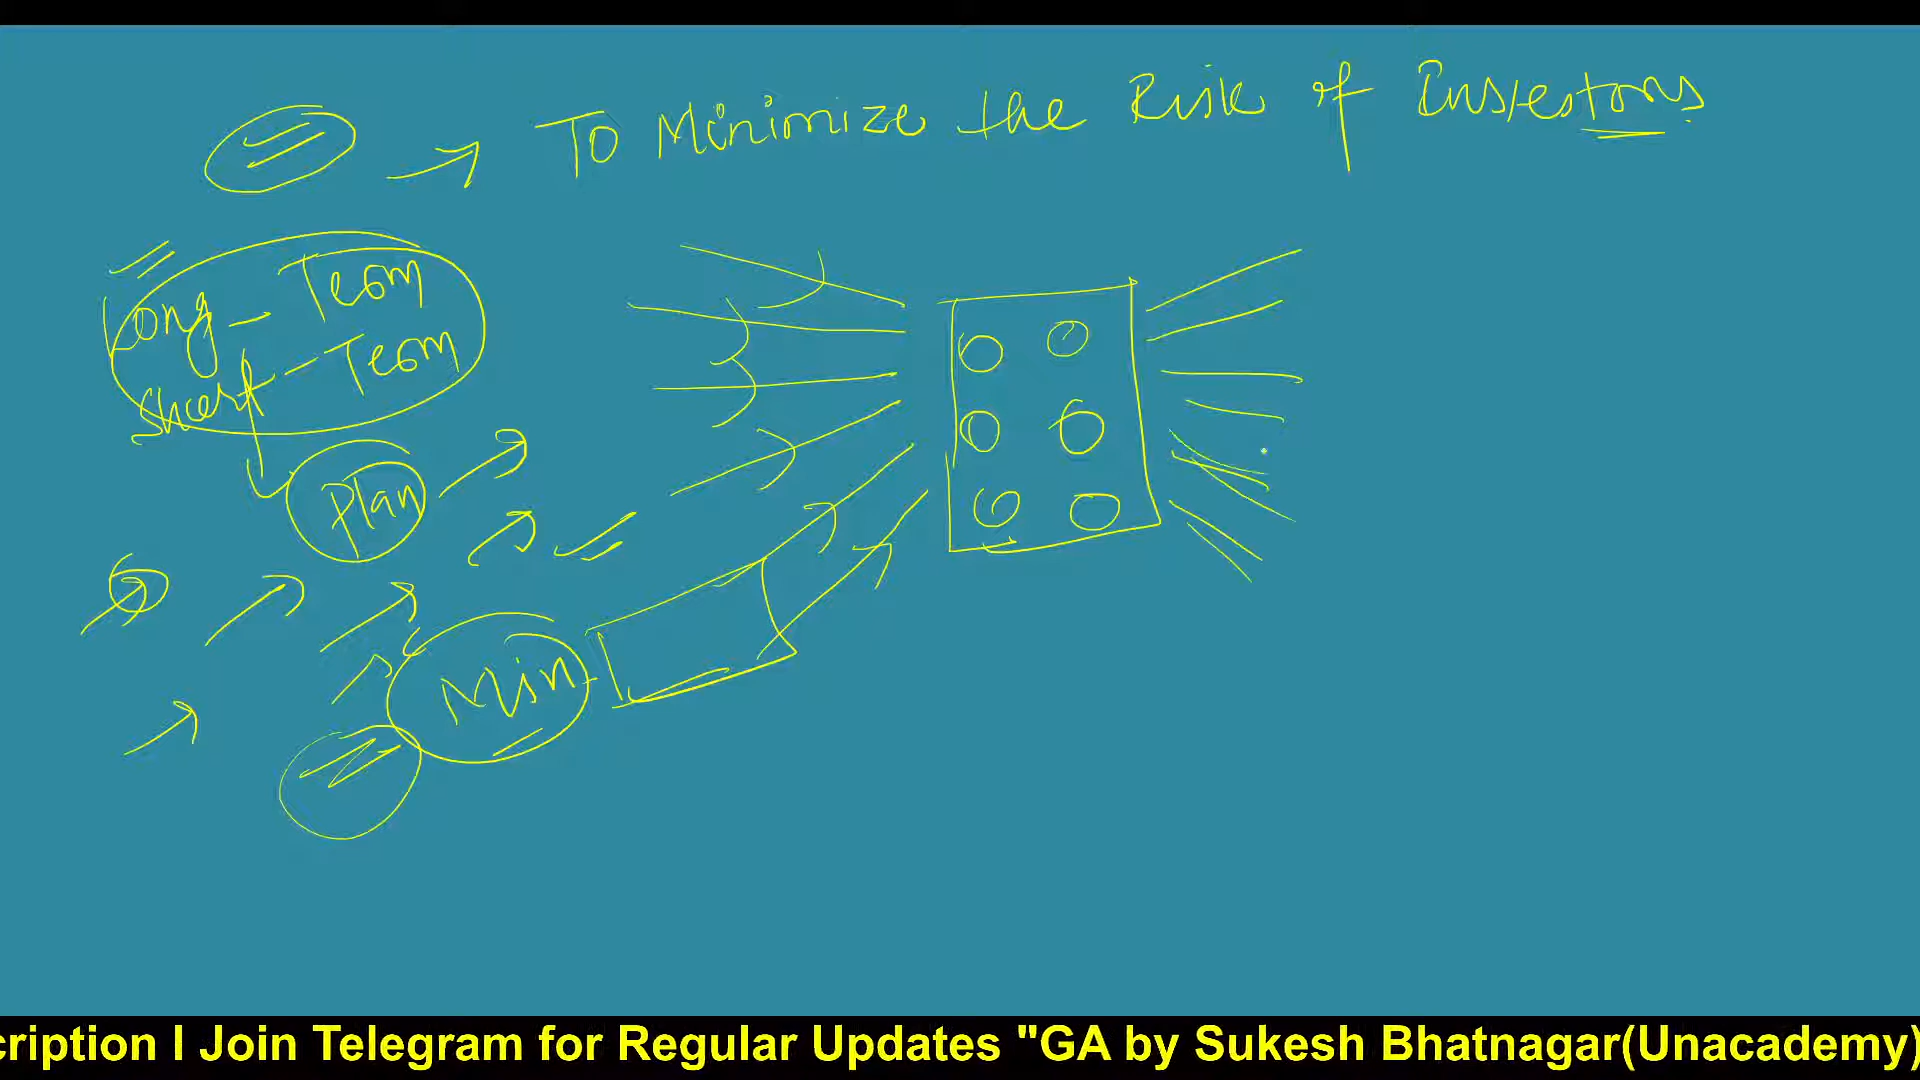 To Minimize the Risk of Investors
Long-Term
Short-Term
Plan
Min
cription I Join Telegram for Regular Updates "GA by Sukesh Bhatnagar(Unacademy)